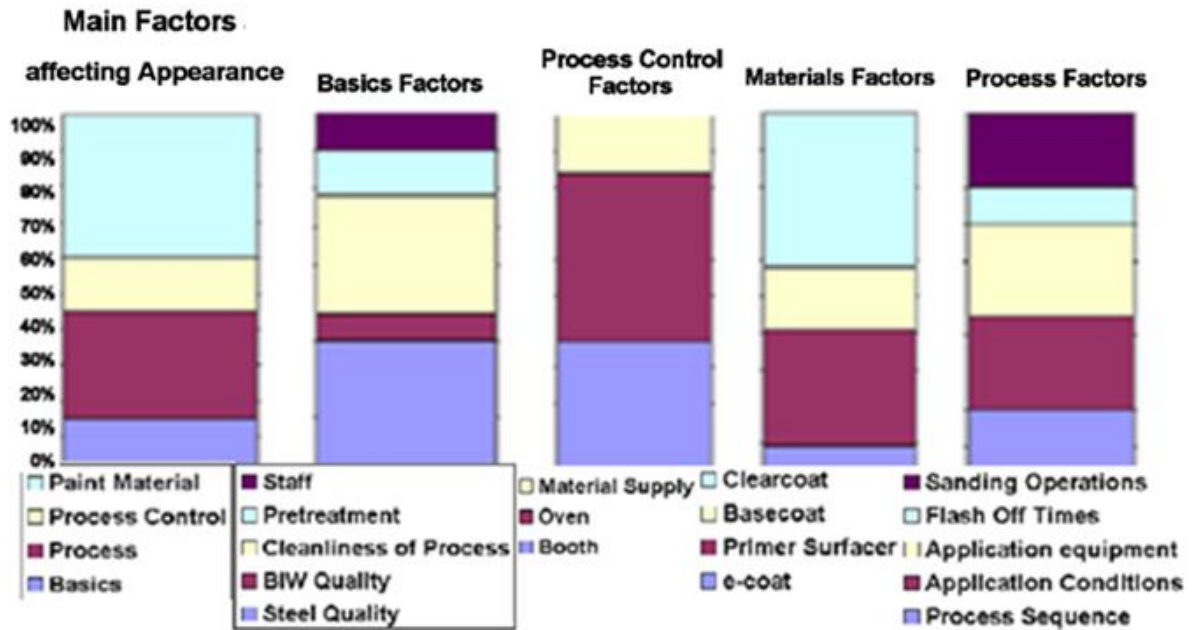 Main Factors
affecting Appearance
Basics Factors
Process Control
Factors
Materials Factors
Process Factors
100%
90%
80%
70%
60%
50%
40%
30%
20%
10%
0%
Paint Material
Process Control
Process
Basics
Staff
Pretreatment
Cleanliness of Process
BIW Quality
Steel Quality
Material Supply
Oven
Booth
Clearcoat
Basecoat
Primer Surfacer
e-coat
Sanding Operations
Flash Off Times
Application equipment
Application Conditions
Process Sequence